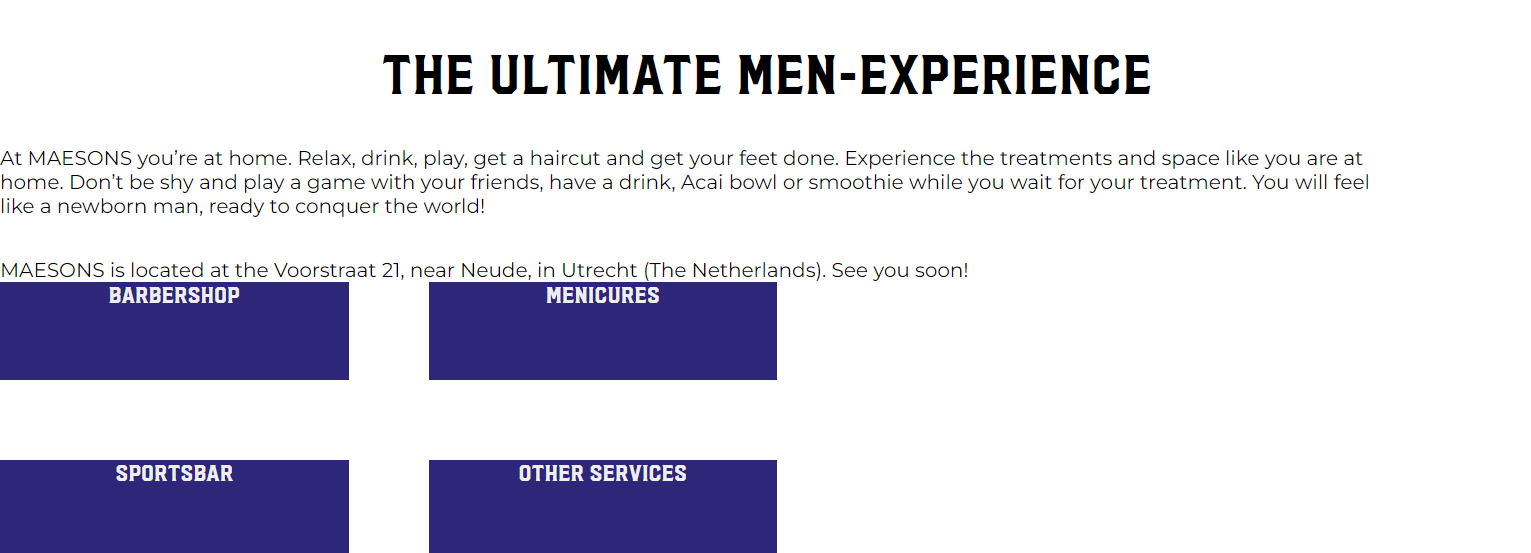 THE ULTIMATE MEN-EXPERIENCE
At MAESONS you’re at home. Relax, drink, play, get a haircut and get your feet done. Experience the treatments and space like you are at
home. Don’t be shy and play a game with your friends, have a drink, Acai bowl or smoothie while you wait for your treatment. You will feel
like a newborn man, ready to conquer the world!
MAESONS is located at the Voorstraat 21, near Neude, in Utrecht (The Netherlands). See you soon!
BARBERSHOP
MENICURES
SPORTSBAR
OTHER SERVICES